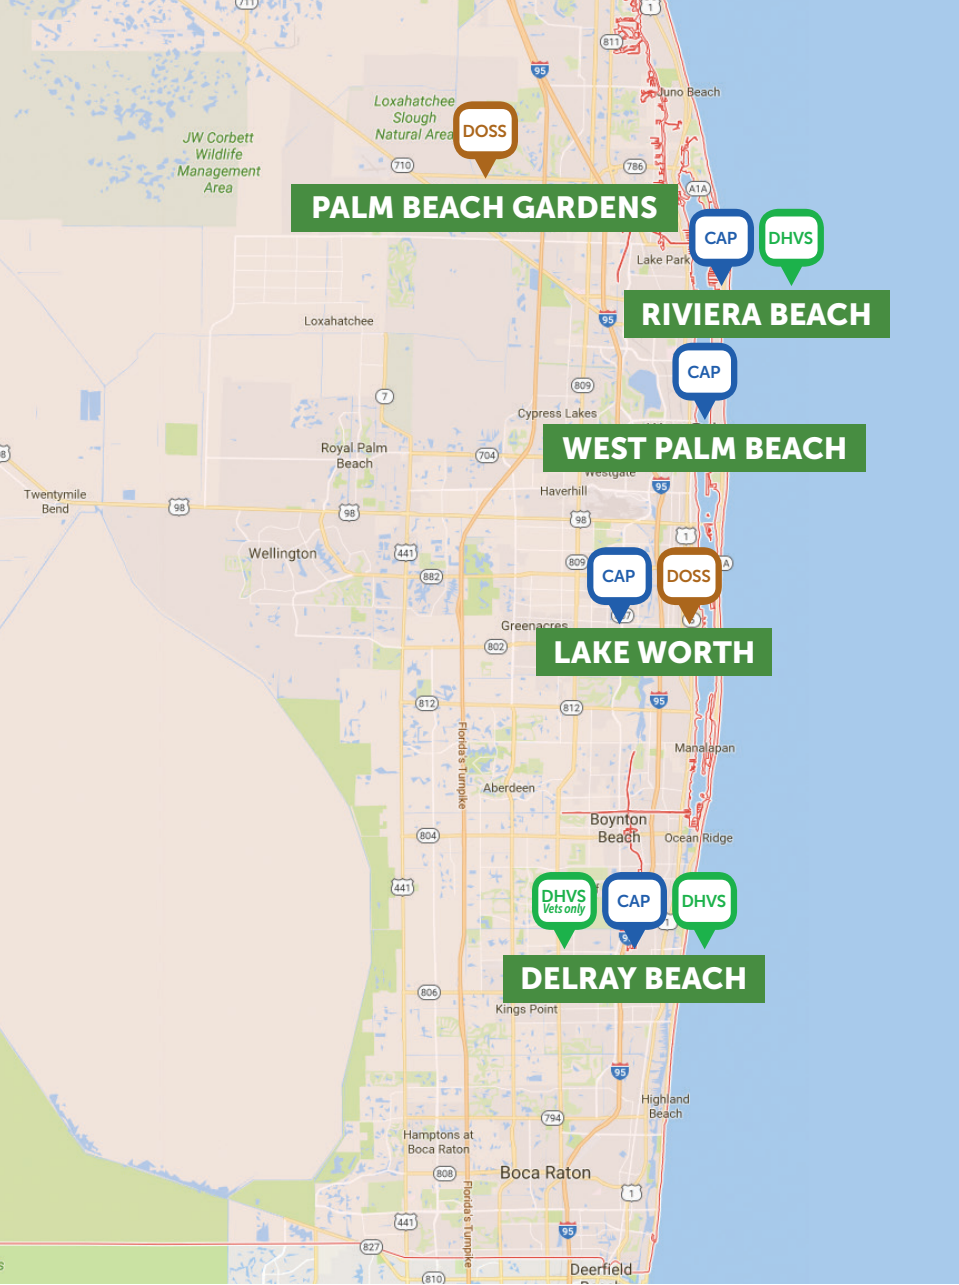 711
1
811
95
Juno Beach
Loxahatchee
Slough
Natural Area
DOSS
JW Corbett
Wildlife
Management
Area
710
786
A1A
PALM BEACH GARDENS
CAP
DHVS
Lake Park
RIVIERA BEACH
Loxahatchee
95
CAP
809
7
Cypress Lakes
WEST PALM BEACH
Royal Palm
Beach
704
Westgate
95
Haverhill
Twentymile
Bend
98
98
98
1
Wellington
441
809
882
CAP
DOSS
A
Greenacres
802
LAKE WORTH
812
812
95
Florida's Turnpike
Manalapan
Aberdeen
Boynton
Beach
804
Ocean Ridge
441
DHVS
Vets only
CAP
DHVS
1
DELRAY BEACH
806
Kings Point
95
Highland
Beach
794
Hamptons at
Boca Raton
808
Boca Raton
1
Florida's Turnpike
441
95
827
Deerfield
810